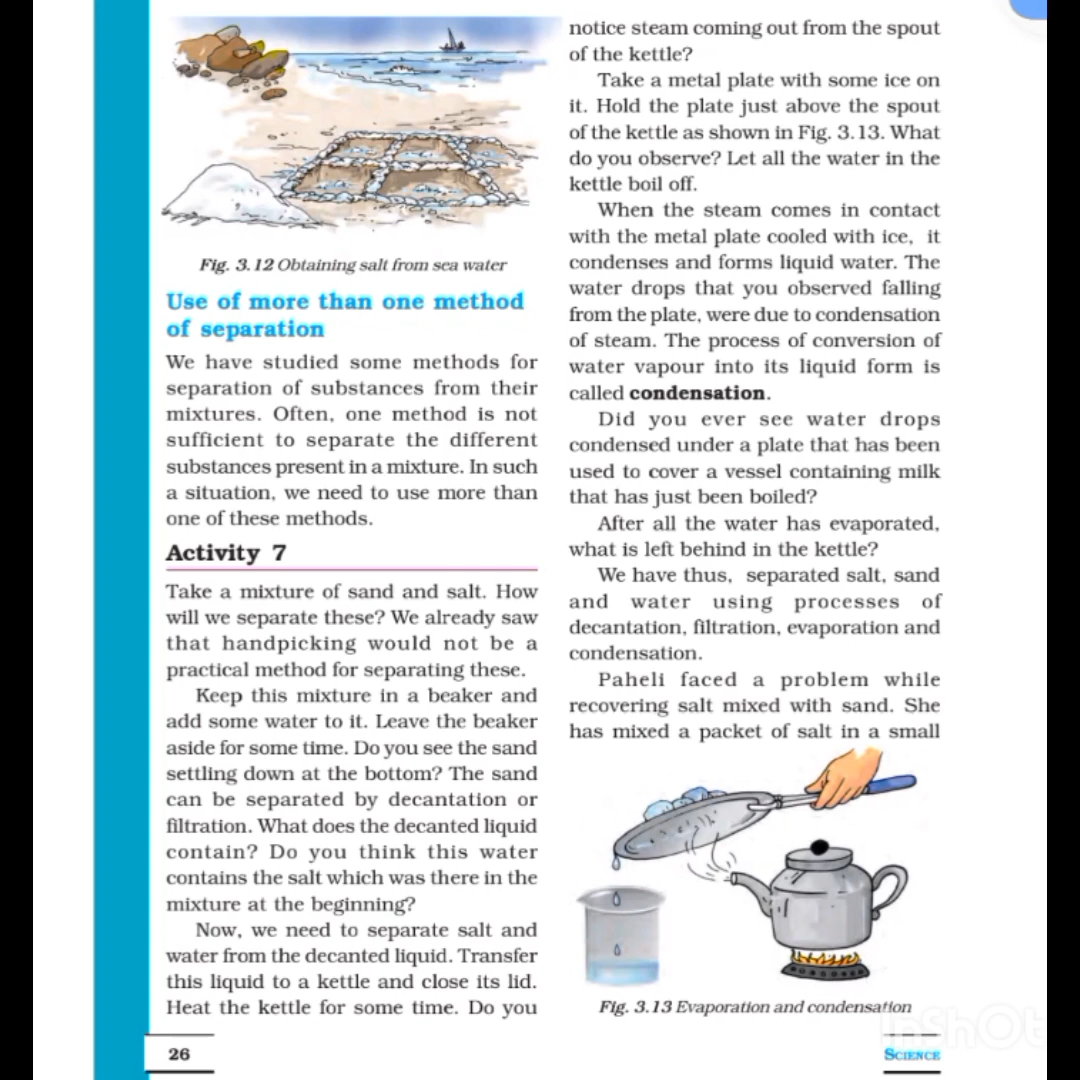 Fig. 3.12 Obtaining salt from sea water
Use of more than one method
of separation
We have studied some methods for
separation of substances from their
mixtures. Often, one method is not
sufficient to separate the different
substances present in a mixture. In such
a situation, we need to use more than
one of these methods.
Activity 7
Take a mixture of sand and salt. How
will we separate these? We already saw
that handpicking would not be a
practical method for separating these.
Keep this mixture in a beaker and
add some water to it. Leave the beaker
aside for some time. Do you see the sand
settling down at the bottom? The sand
can be separated by decantation or
filtration. What does the decanted liquid
contain? Do you think this water
contains the salt which was there in the
mixture at the beginning?
Now, we need to separate salt and
water from the decanted liquid. Transfer
this liquid to a kettle and close its lid.
Heat the kettle for some time. Do you
notice steam coming out from the spout
of the kettle?
Take a metal plate with some ice on
it. Hold the plate just above the spout
of the kettle as shown in Fig. 3.13. What
do you observe? Let all the water in the
kettle boil off.
When the steam comes in contact
with the metal plate cooled with ice, it
condenses and forms liquid water. The
water drops that you observed falling
from the plate, were due to condensation
of steam. The process of conversion of
water vapour into its liquid form is
called condensation.
Did you ever see water drops
condensed under a plate that has been
used to cover a vessel containing milk
that has just been boiled?
After all the water has evaporated,
what is left behind in the kettle?
We have thus, separated salt, sand
and water using processes of
decantation, filtration, evaporation and
condensation.
Paheli faced a problem while
recovering salt mixed with sand. She
has mixed a packet of salt in a small
Fig. 3.13 Evaporation and condensation
26
SCIENCE
InShOt